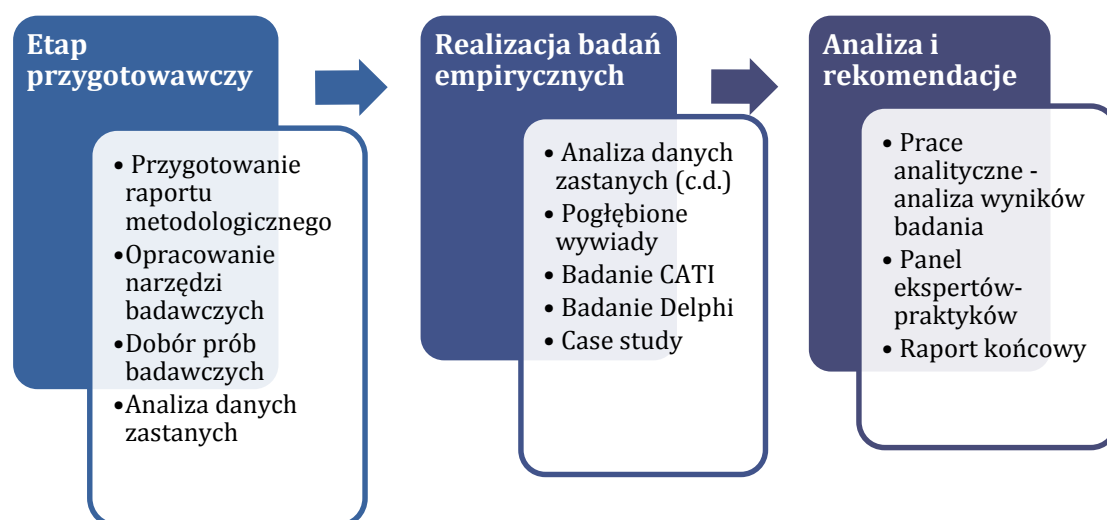 Etap
przygotowawczy
• Przygotowanie
raportu
metodologicznego
•Opracowanie
narzędzi
badawczych
•Dobór prób
badawczych
•Analiza danych
zastanych
Realizacja badań
empirycznych
• Analiza danych
zastanych (c.d.)
• Pogłębione
wywiady
• Badanie CATI
• Badanie Delphi
• Case study
Analiza i
rekomendacje
• Prace
analityczne -
analiza wyników
badania
• Panel
ekspertów-
praktyków
• Raport końcowy